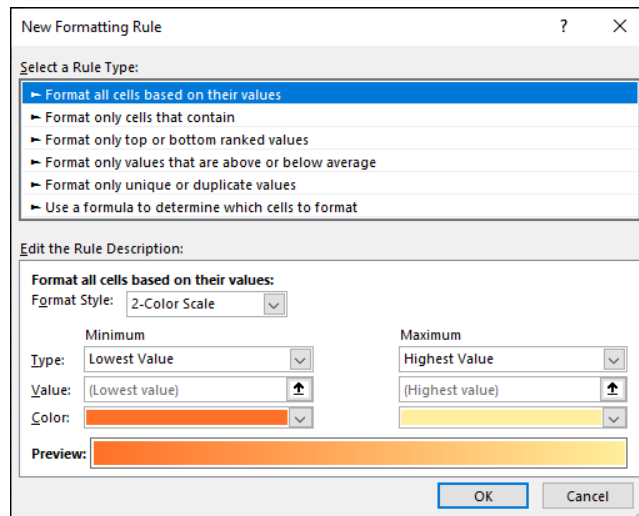 New Formatting Rule ?
Select a Rule Type:
► Format all cells based on their values
► Format only cells that contain
► Format only top or bottom ranked values
► Format only values that are above or below average
► Format only unique or duplicate values
► Use a formula to determine which cells to format
Edit the Rule Description:
Format all cells based on their values:
Format Style: 2-Color Scale
Minimum Maximum
Type: Lowest Value Highest Value
Value: (Lowest value) (Highest value)
Color:
Preview:
OK Cancel